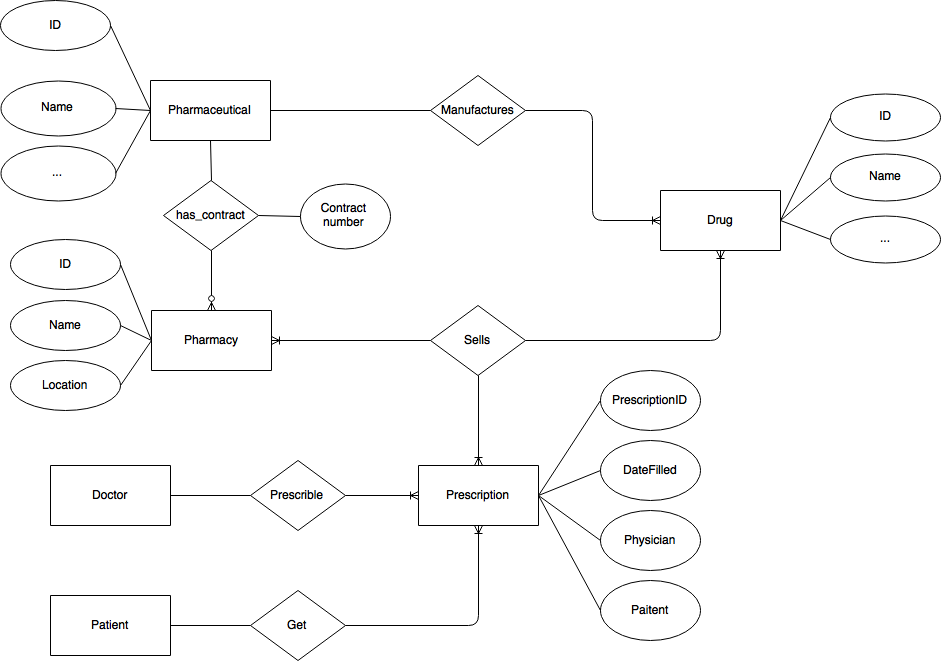 ID
Name
...
Pharmaceutical
Manufactures
ID
Name
...
Drug
has_contract
Contract
number
ID
Name
Location
Pharmacy
Sells
PrescriptionID
DateFilled
Physician
Paitent
Doctor
Prescrible
Prescription
Patient
Get